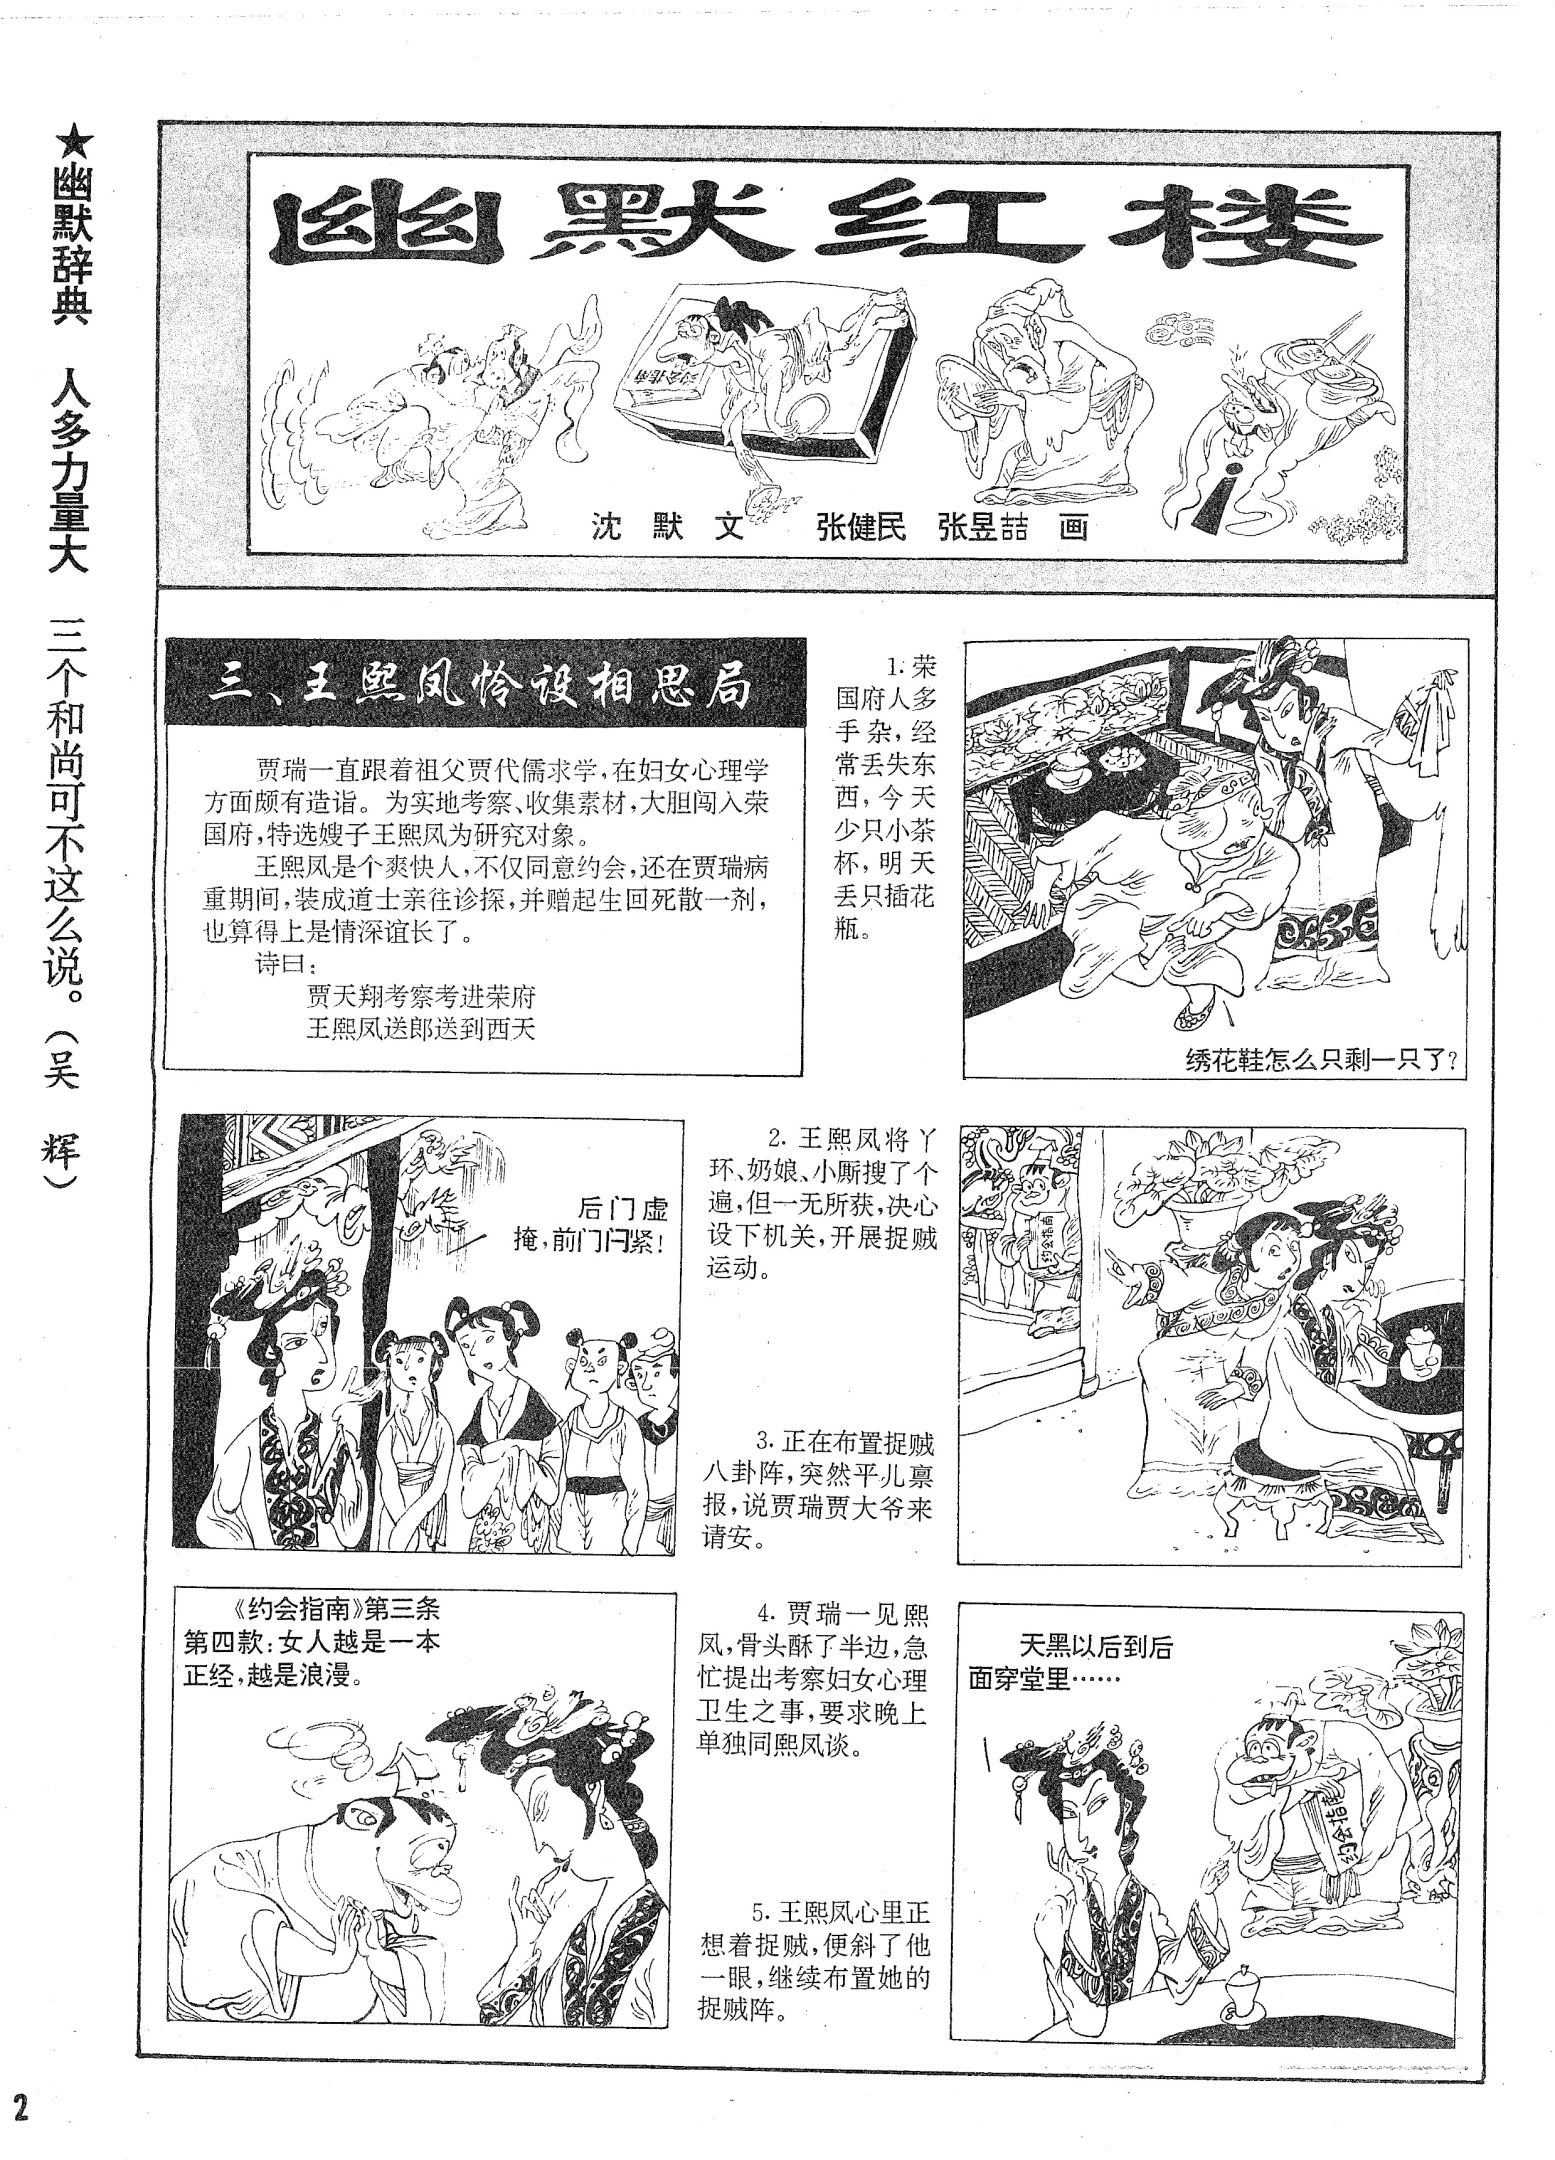 ★幽默辞典 人多力量大 三个和尚可不这么说。（吴 辉）
幽默红楼
约会指南
沈默文 张健民 张昱喆 画
三、王熙凤怜设相思局
贾瑞一直跟着祖父贾代儒求学，在妇女心理学
方面颇有造诣。为实地考察、收集素材，大胆闯入荣
国府，特选嫂子王熙凤为研究对象。
王熙凤是个爽快人，不仅同意约会，还在贾瑞病
重期间，装成道士亲往诊探，并赠起生回死散一剂，
也算得上是情深谊长了。
诗曰：
贾天翔考察考进荣府
王熙凤送郎送到西天
1. 荣
国府人多
手杂，经
常丢失东
西，今天
少只小茶
杯，明天
丢只插花
瓶。
绣花鞋怎么只剩一只了？
后门虚
掩，前门闩紧！
2. 王熙凤将丫
环、奶娘、小厮搜了个
遍，但一无所获，决心
设下机关，开展捉贼
运动。
约会指南
3. 正在布置捉贼
八卦阵，突然平儿禀
报，说贾瑞贾大爷来
请安。
《约会指南》第三条
第四款：女人越是一本
正经，越是浪漫。
4. 贾瑞一见熙
凤，骨头酥了半边，急
忙提出考察妇女心理
卫生之事，要求晚上
单独同熙凤谈。
天黑以后到后
面穿堂里……
约会指南
5. 王熙凤心里正
想着捉贼，便斜了他
一眼，继续布置她的
捉贼阵。
2